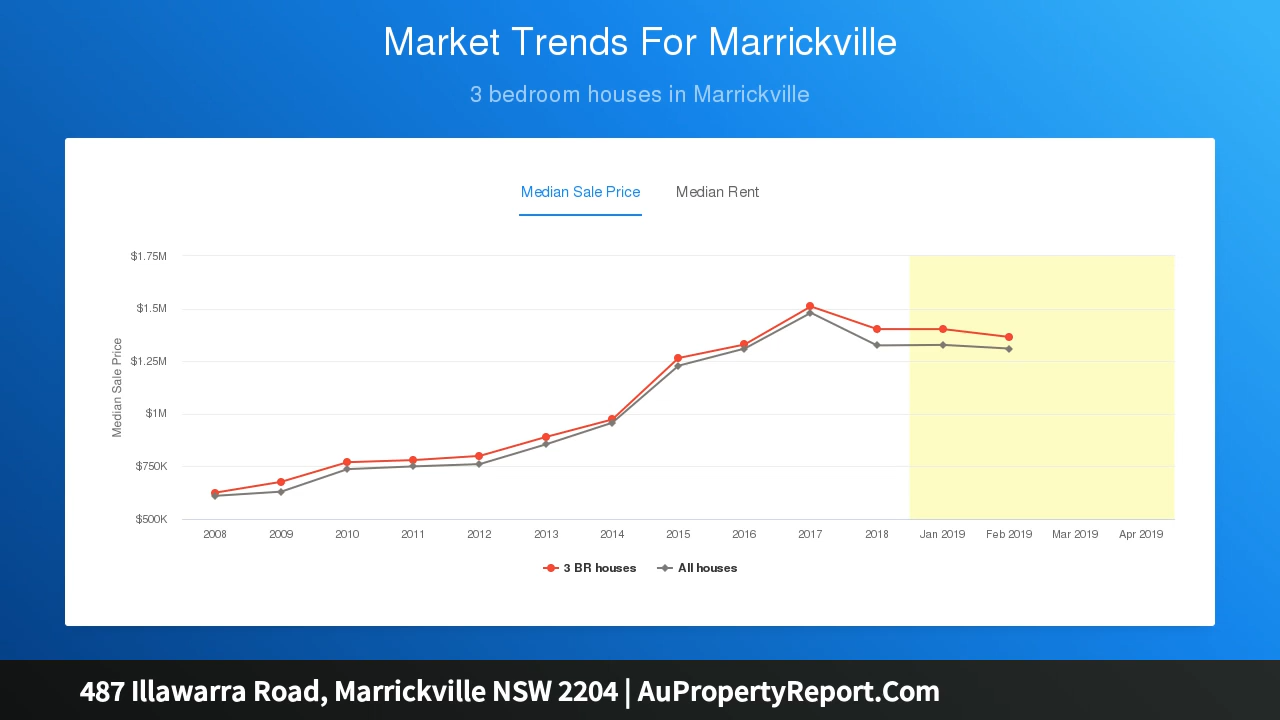 Market Trends For Marrickville
3 bedroom houses in Marrickville
Median Sale Price Median Rent
Median Sale Price
$1.75M
$1.5M
$1.25M
$1M
$750K
$500K
2008 2009 2010 2011 2012 2013 2014 2015 2016 2017 2018 Jan 2019 Feb 2019 Mar 2019 Apr 2019
3 BR houses All houses
487 Illawarra Road, Marrickville NSW 2204 | AuPropertyReport.Com